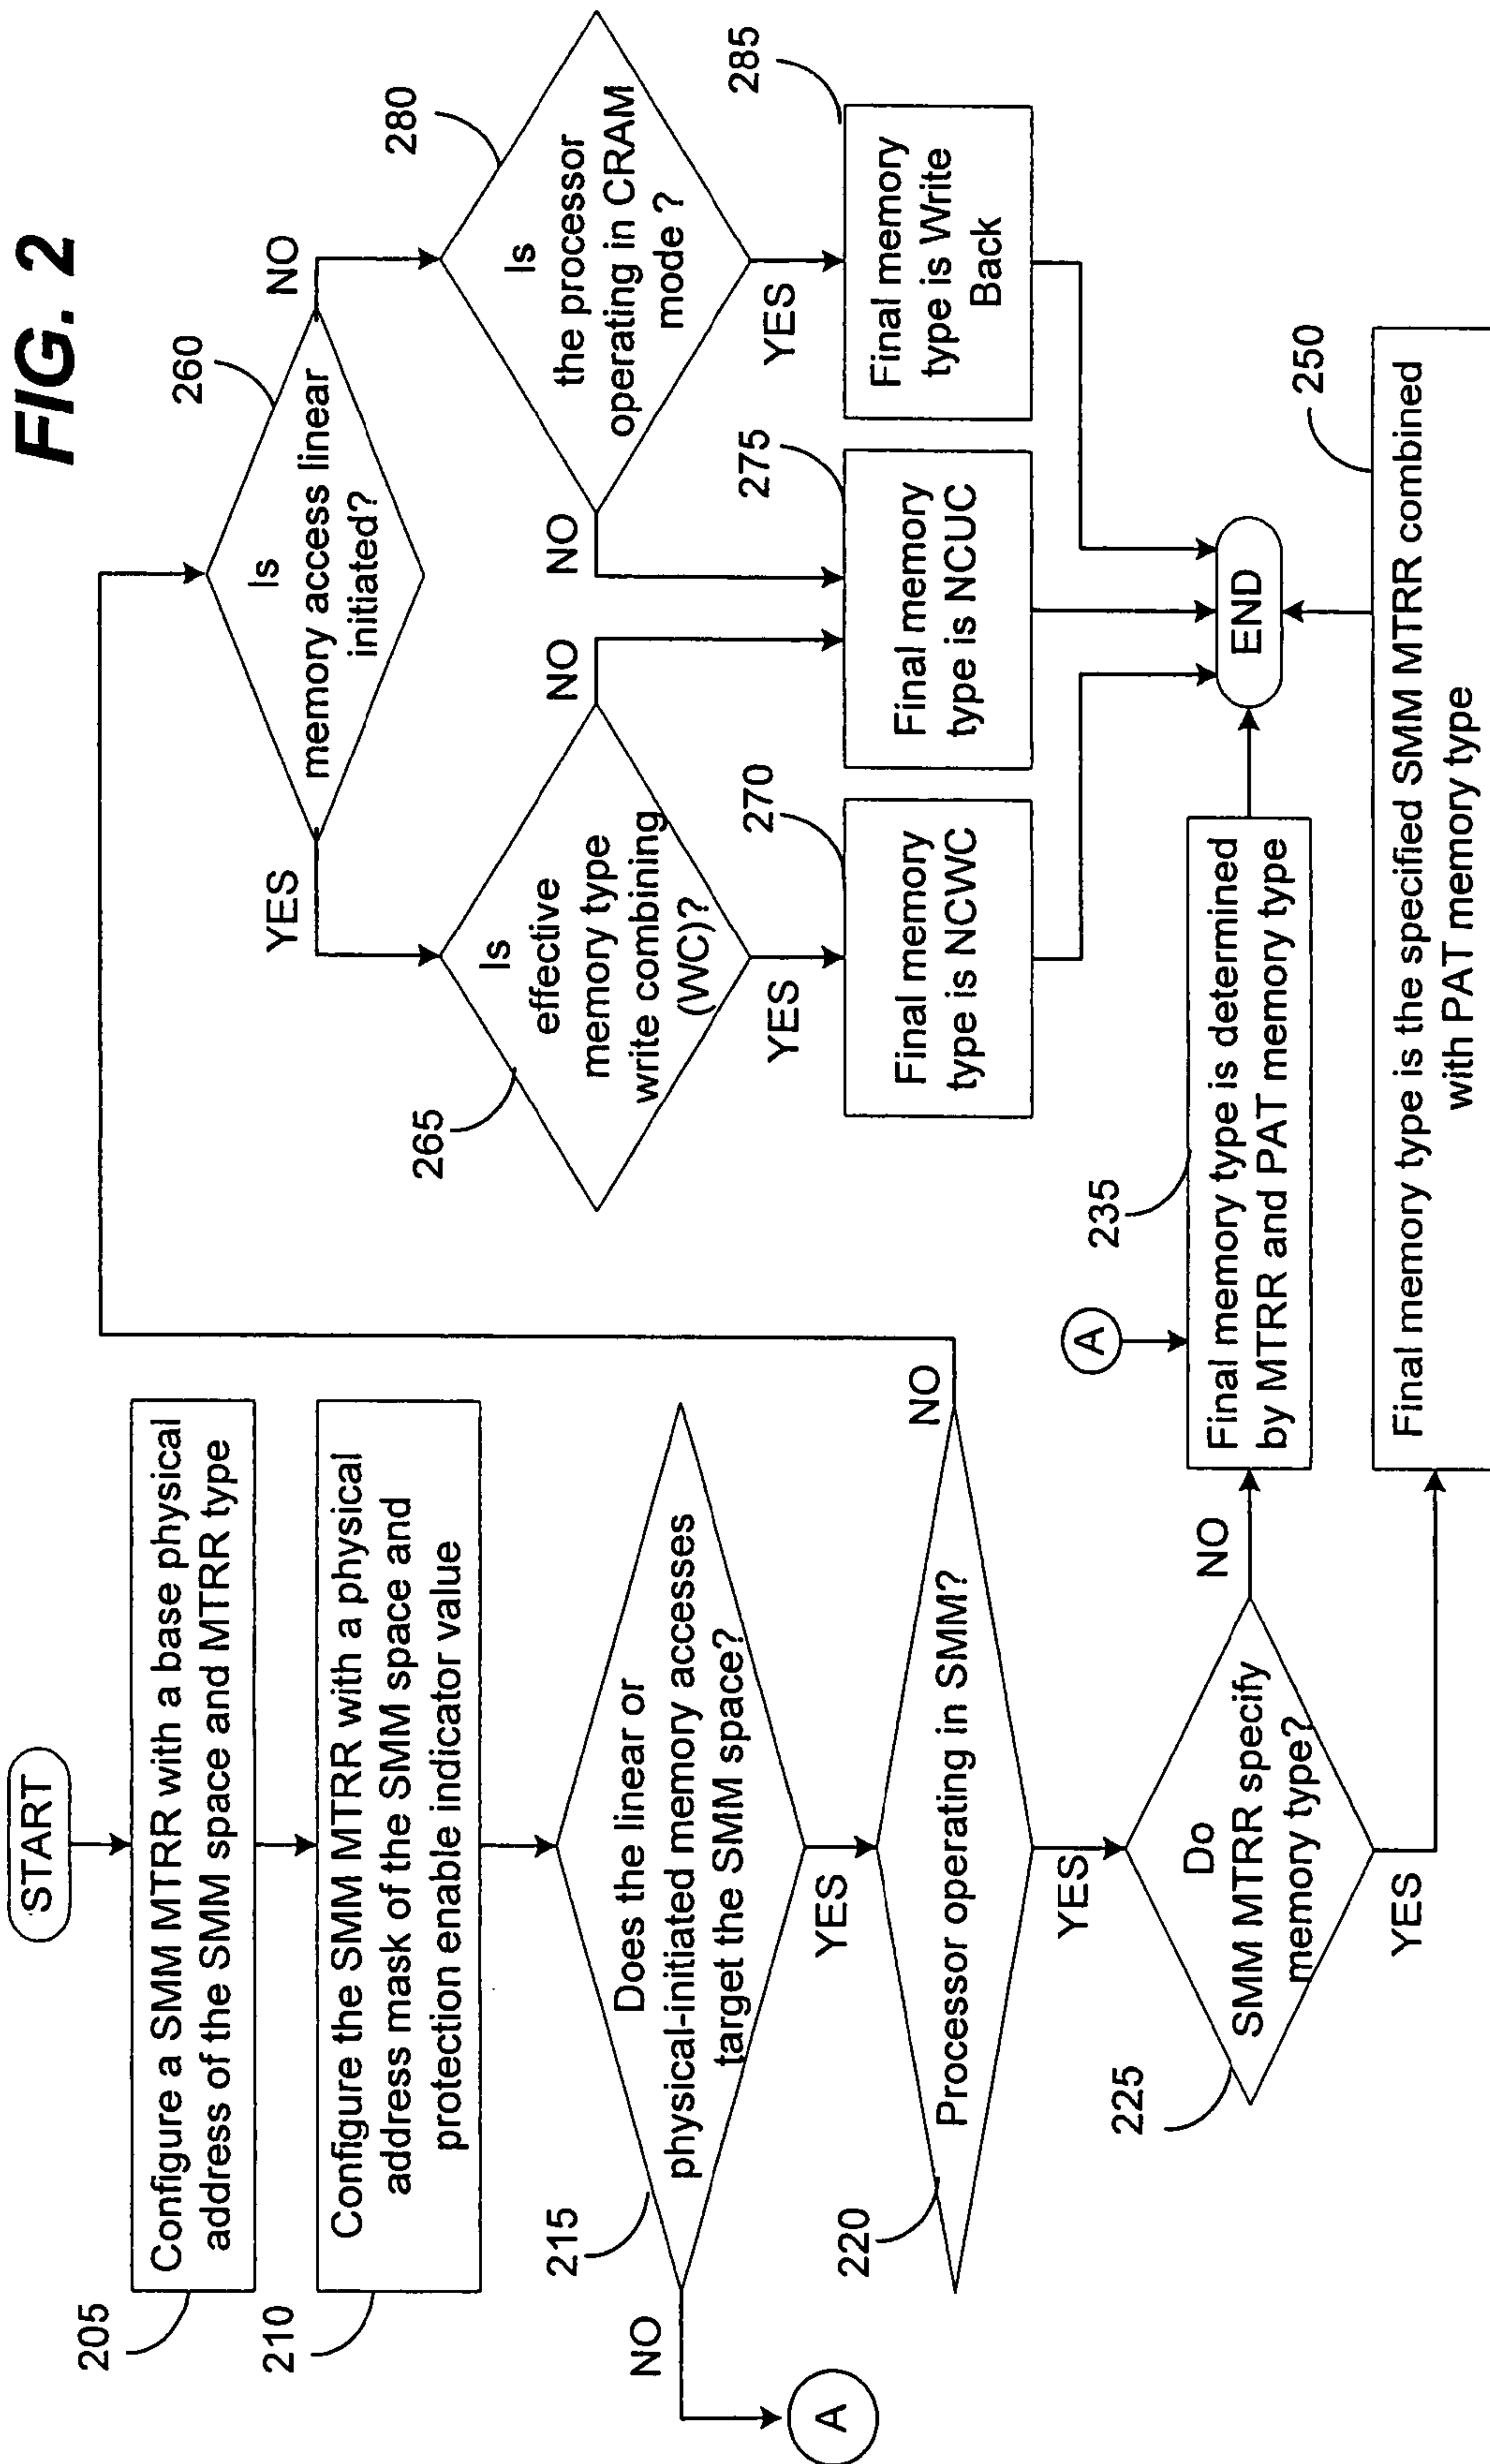 FIG. 2
START
205
Configure a SMM MTRR with a base physical
address of the SMM space and MTRR type
210
Configure the SMM MTRR with a physical
address mask of the SMM space and
protection enable indicator value
215
Does the linear or
physical-initiated memory accesses
target the SMM space?
NO
A
YES
220
Processor operating in SMM?
NO
YES
225
Do
SMM MTRR specify
memory type?
NO
YES
A
235
Final memory type is determined
by MTRR and PAT memory type
250
Final memory type is the specified SMM MTRR combined
with PAT memory type
260
Is
memory access linear
initiated?
YES
NO
265
Is
effective
memory type
write combining
(WC)?
YES
NO
270
Final memory
type is NCWC
275
Final memory
type is NCUC
280
Is
the processor
operating in CRAM
mode ?
NO
YES
285
Final memory
type is Write
Back
END